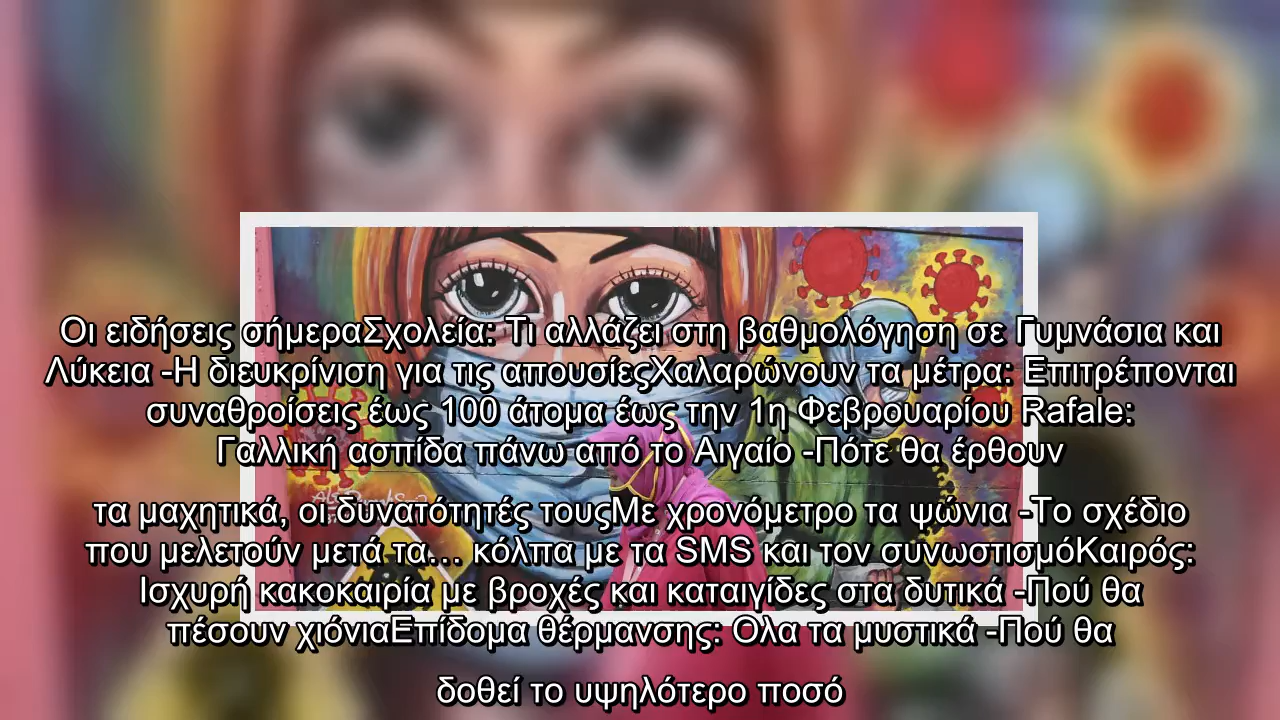 Οι ειδήσεις σήμεραΣχολεία: Τι αλλάζει στη βαθμολόγηση σε Γυμνάσια και
Λύκεια -Η διευκρίνιση για τις απουσίεςΧαλαρώνουν τα μέτρα: Επιτρέπονται
συναθροίσεις έως 100 άτομα έως την 1η Φεβρουαρίου Rafale:
Γαλλική ασπίδα πάνω από το Αιγαίο -Πότε θα έρθουν
τα μαχητικά, οι δυνατότητές τουςΜε χρονόμετρο τα ψώνια -Το σχέδιο
που μελετούν μετά τα… κόλπα με τα SMS και τον συνωστισμόΚαιρός:
Ισχυρή κακοκαιρία με βροχές και καταιγίδες στα δυτικά -Πού θα
πέσουν χιόνιαΕπίδομα θέρμανσης: Ολα τα μυστικά -Πού θα
δοθεί το υψηλότερο ποσό